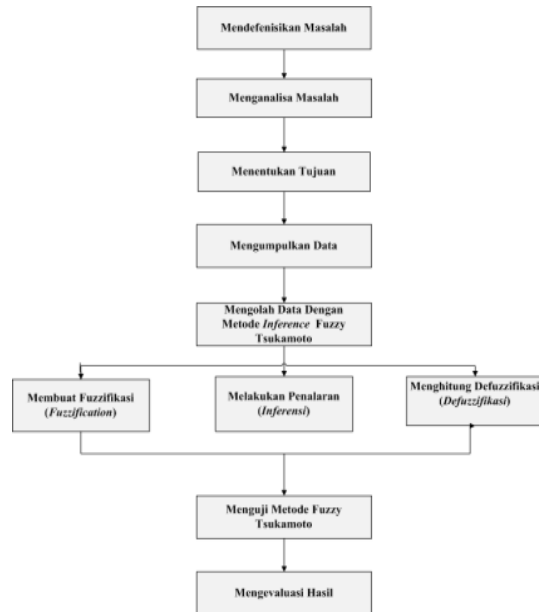 Mendefenisikan Masalah
Menganalisa Masalah
Menentukan Tujuan
Mengumpulkan Data
Mengolah Data Dengan
Metode Inference Fuzzy
Tsukamoto
Membuat Fuzzifikasi
(Fuzzification)
Melakukan Penalaran
(Inferensi)
Menghitung Defuzzifikasi
(Defuzzifikasi)
Menguji Metode Fuzzy
Tsukamoto
Mengevaluasi Hasil